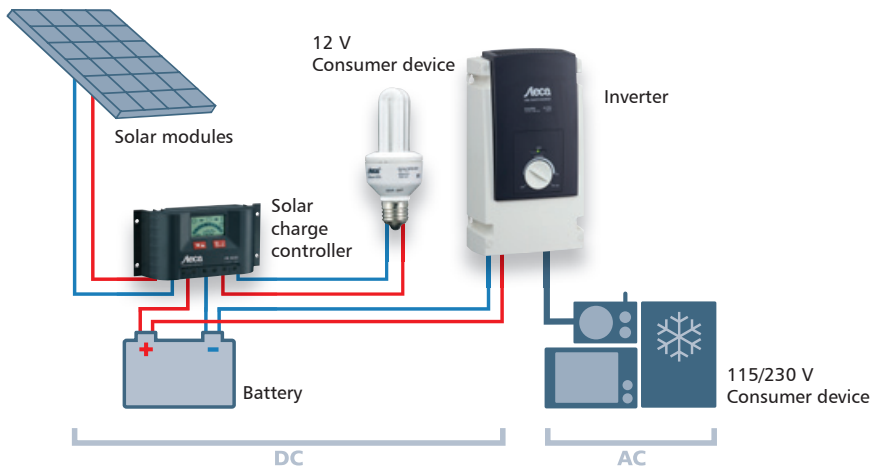 12 V
Consumer device
Inverter
Solar modules
Solar
charge
controller
Steca
Steca
+
-
Battery
115/230 V
Consumer device
DC
AC